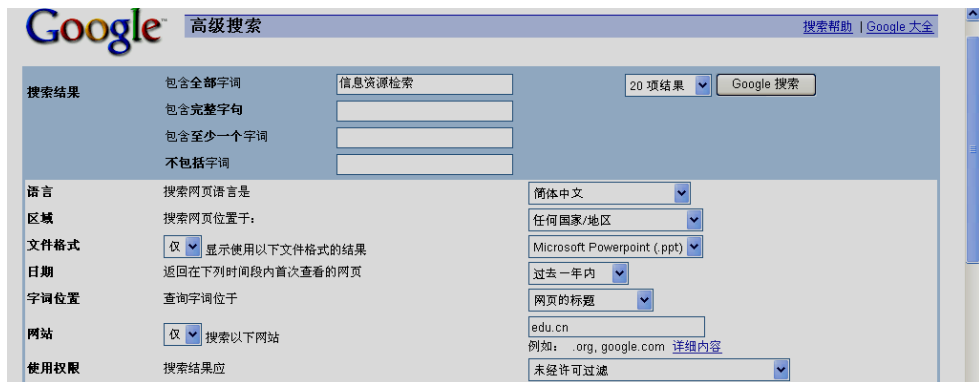 Google™ 高级搜索 搜索帮助 | Google 大全
搜索结果 包含全部字词 信息资源检索 20 项结果 Google 搜索
包含完整字句
包含至少一个字词
不包括字词
语言 搜索网页语言是 简体中文
区域 搜索网页位置于: 任何国家/地区
文件格式 仅 显示使用以下文件格式的结果 Microsoft Powerpoint (.ppt)
日期 返回在下列时间段内首次查看的网页 过去一年内
字词位置 查询字词位于 网页的标题
网站 仅 搜索以下网站 edu.cn
例如: .org, google.com 详细内容
使用权限 搜索结果应 未经许可过滤